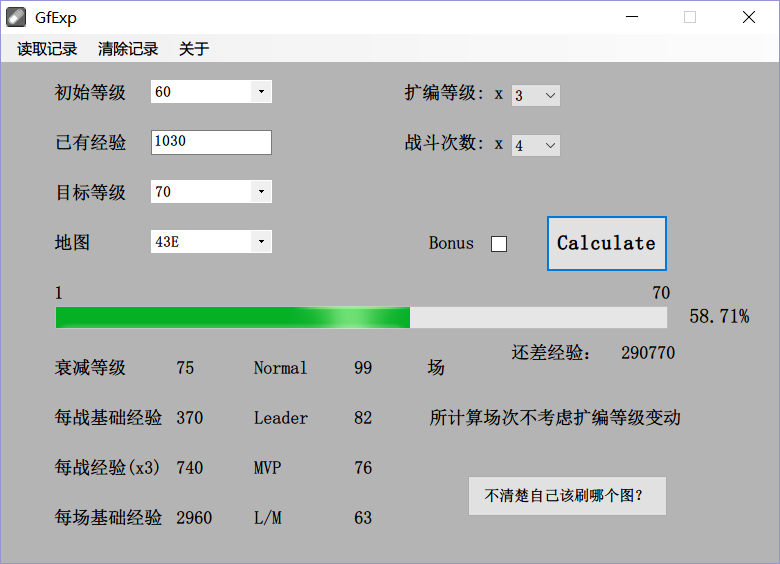 GfExp
读取记录 清除记录 关于
初始等级 60 扩编等级: x 3
已有经验 1030 战斗次数: x 4
目标等级 70
地图 43E Bonus Calculate
1 70
58.71%
还差经验: 290770
衰减等级 75 Normal 99 场
每战基础经验 370 Leader 82 所计算场次不考虑扩编等级变动
每战经验(x3) 740 MVP 76
不清楚自己该刷哪个图?
每场基础经验 2960 L/M 63